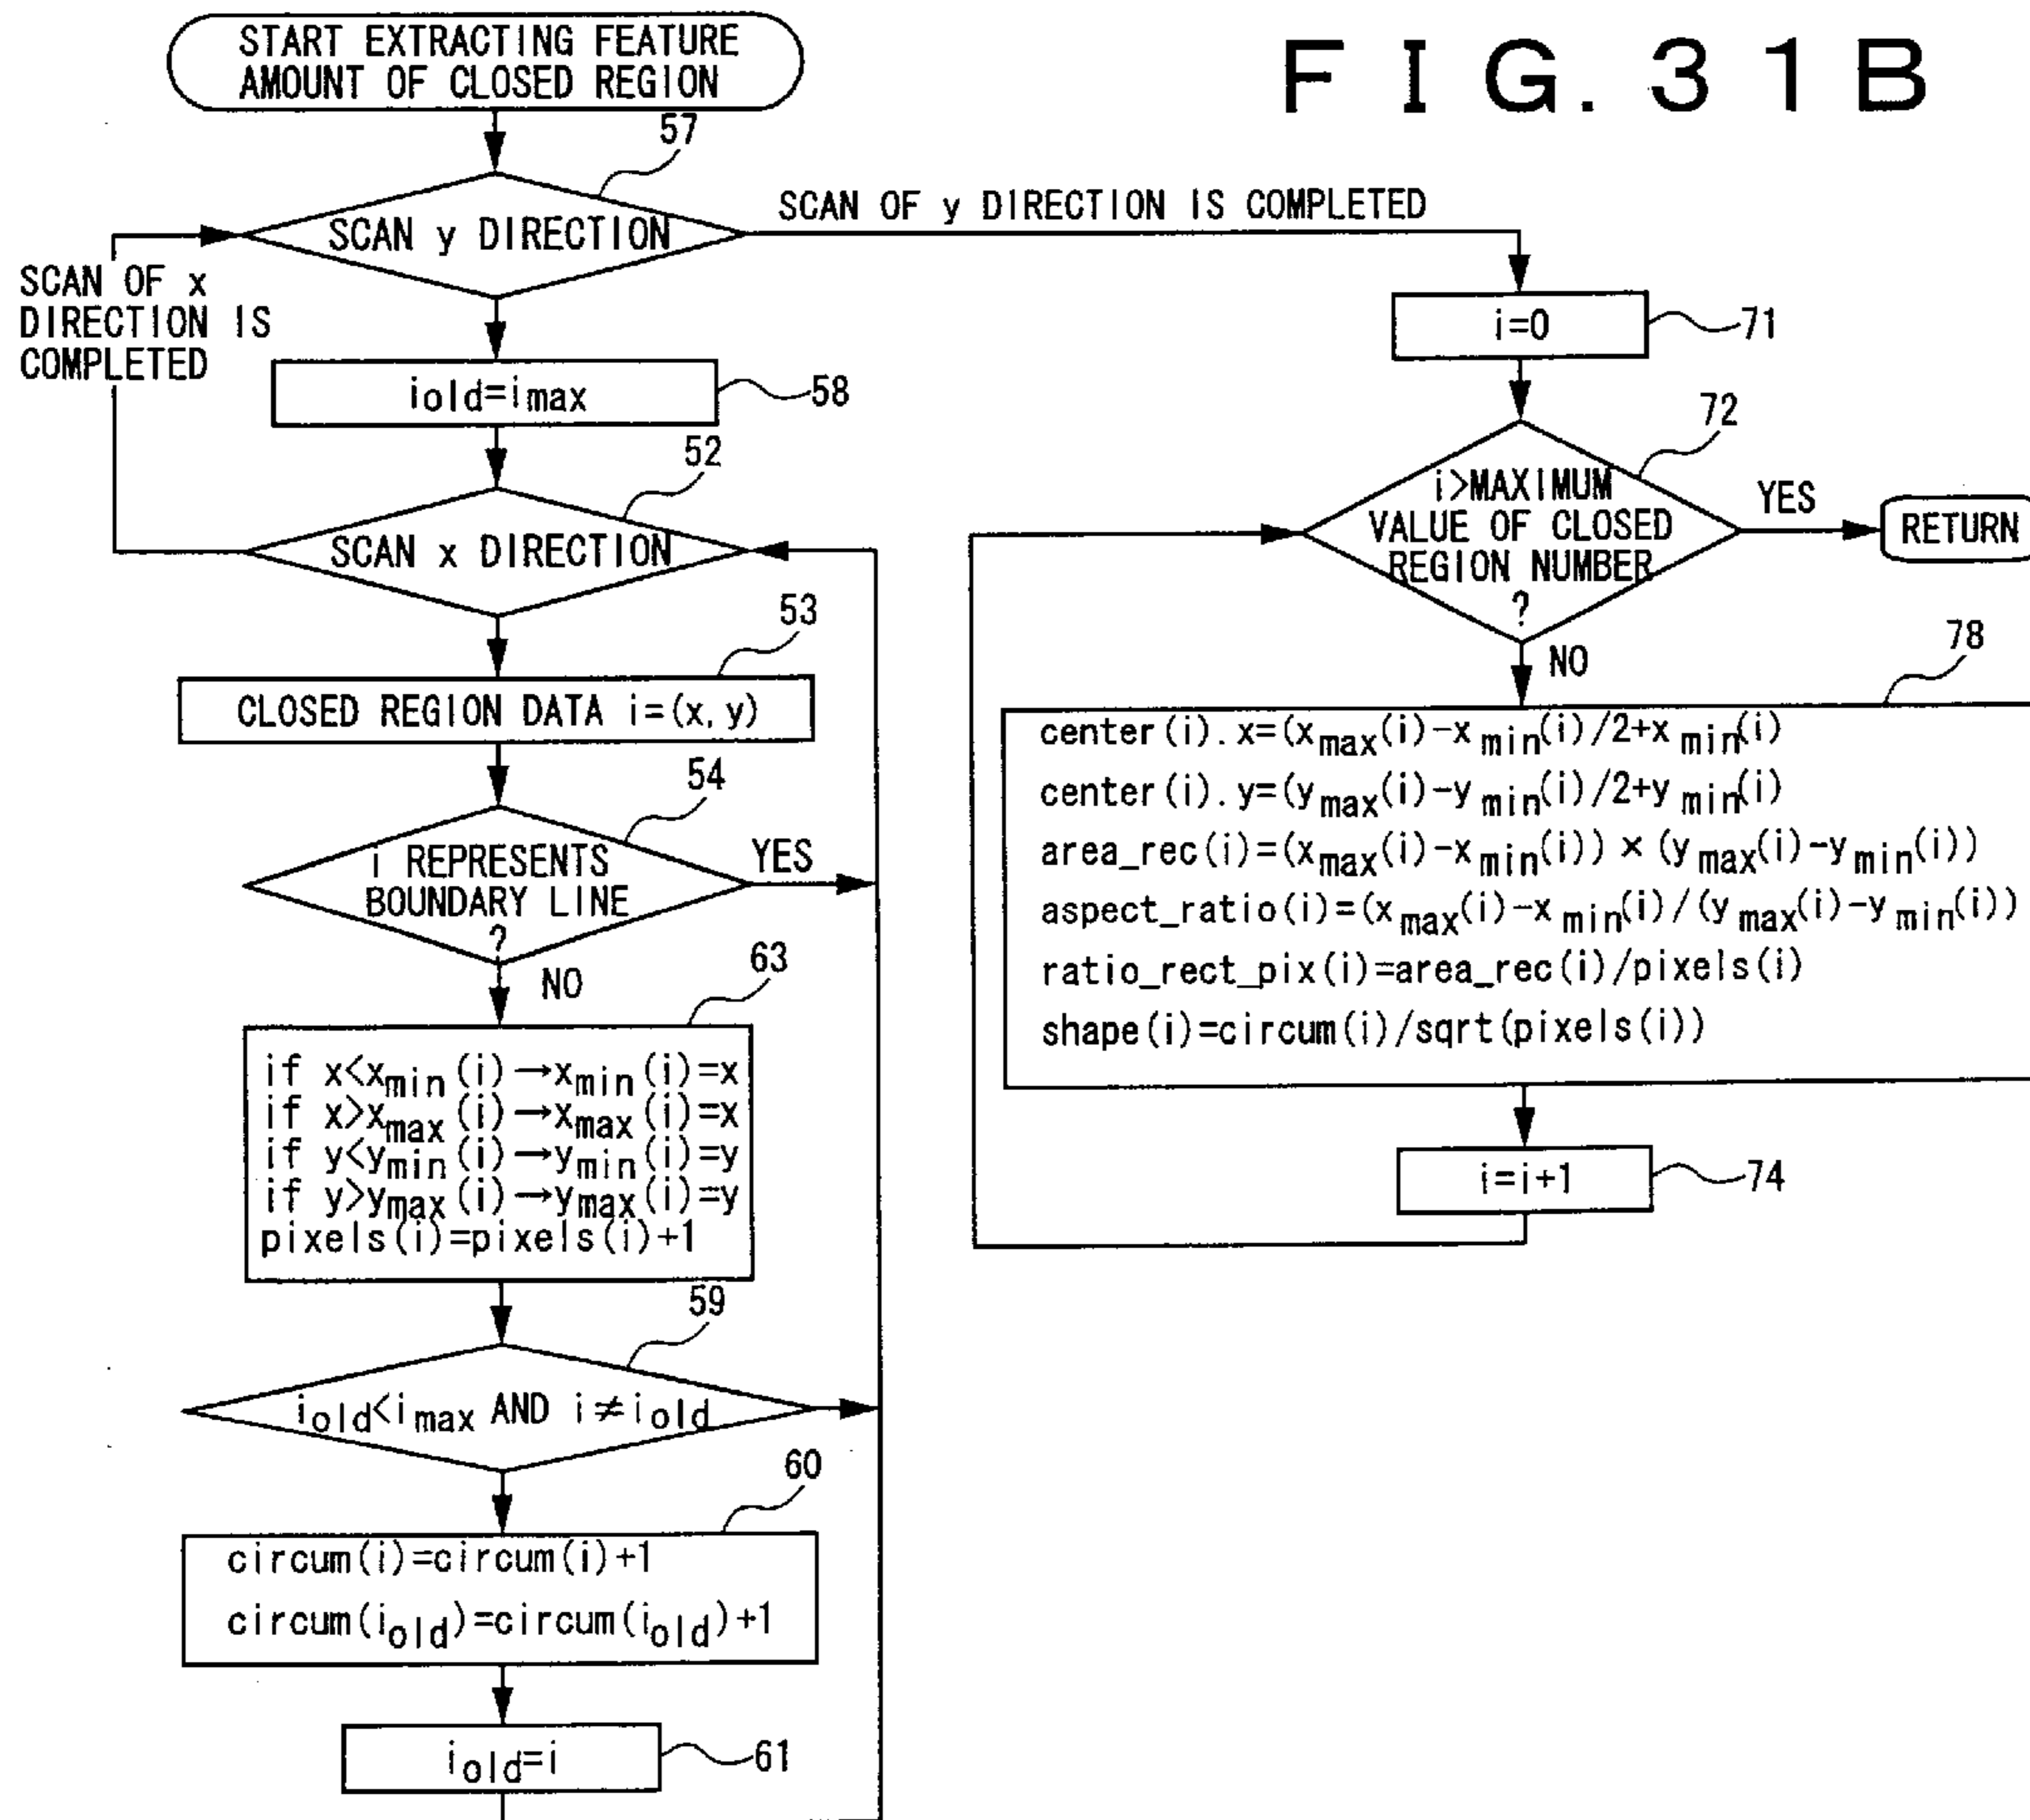 FIG. 31B
START EXTRACTING FEATURE
AMOUNT OF CLOSED REGION
57
SCAN y DIRECTION
SCAN OF y DIRECTION IS COMPLETED
SCAN OF x
DIRECTION IS
COMPLETED
iold=imax
58
52
SCAN x DIRECTION
53
CLOSED REGION DATA i=(x, y)
54
i REPRESENTS
BOUNDARY LINE
?
YES
NO
63
if x<xmin(i)→xmin(i)=x
if x>xmax(i)→xmax(i)=x
if y<ymin(i)→ymin(i)=y
if y>ymax(i)→ymax(i)=y
pixels(i)=pixels(i)+1
59
iold<imax AND i≠iold
60
circum(i)=circum(i)+1
circum(iold)=circum(iold)+1
iold=i
61
i=0
71
72
i>MAXIMUM
VALUE OF CLOSED
REGION NUMBER
?
YES
RETURN
NO
78
center(i).x=(xmax(i)-xmin(i)/2+xmin(i)
center(i).y=(ymax(i)-ymin(i)/2+ymin(i)
area_rec(i)=(xmax(i)-xmin(i))×(ymax(i)-ymin(i))
aspect_ratio(i)=(xmax(i)-xmin(i)/(ymax(i)-ymin(i))
ratio_rect_pix(i)=area_rec(i)/pixels(i)
shape(i)=circum(i)/sqrt(pixels(i))
i=i+1
74